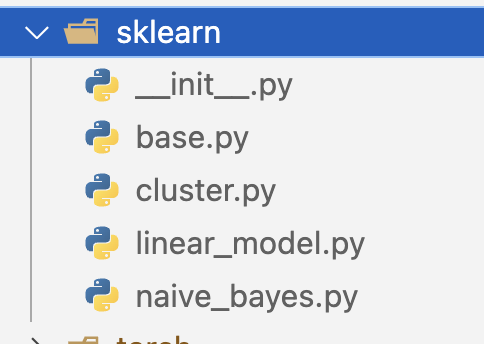 sklearn
__init__.py
base.py
cluster.py
linear_model.py
naive_bayes.py